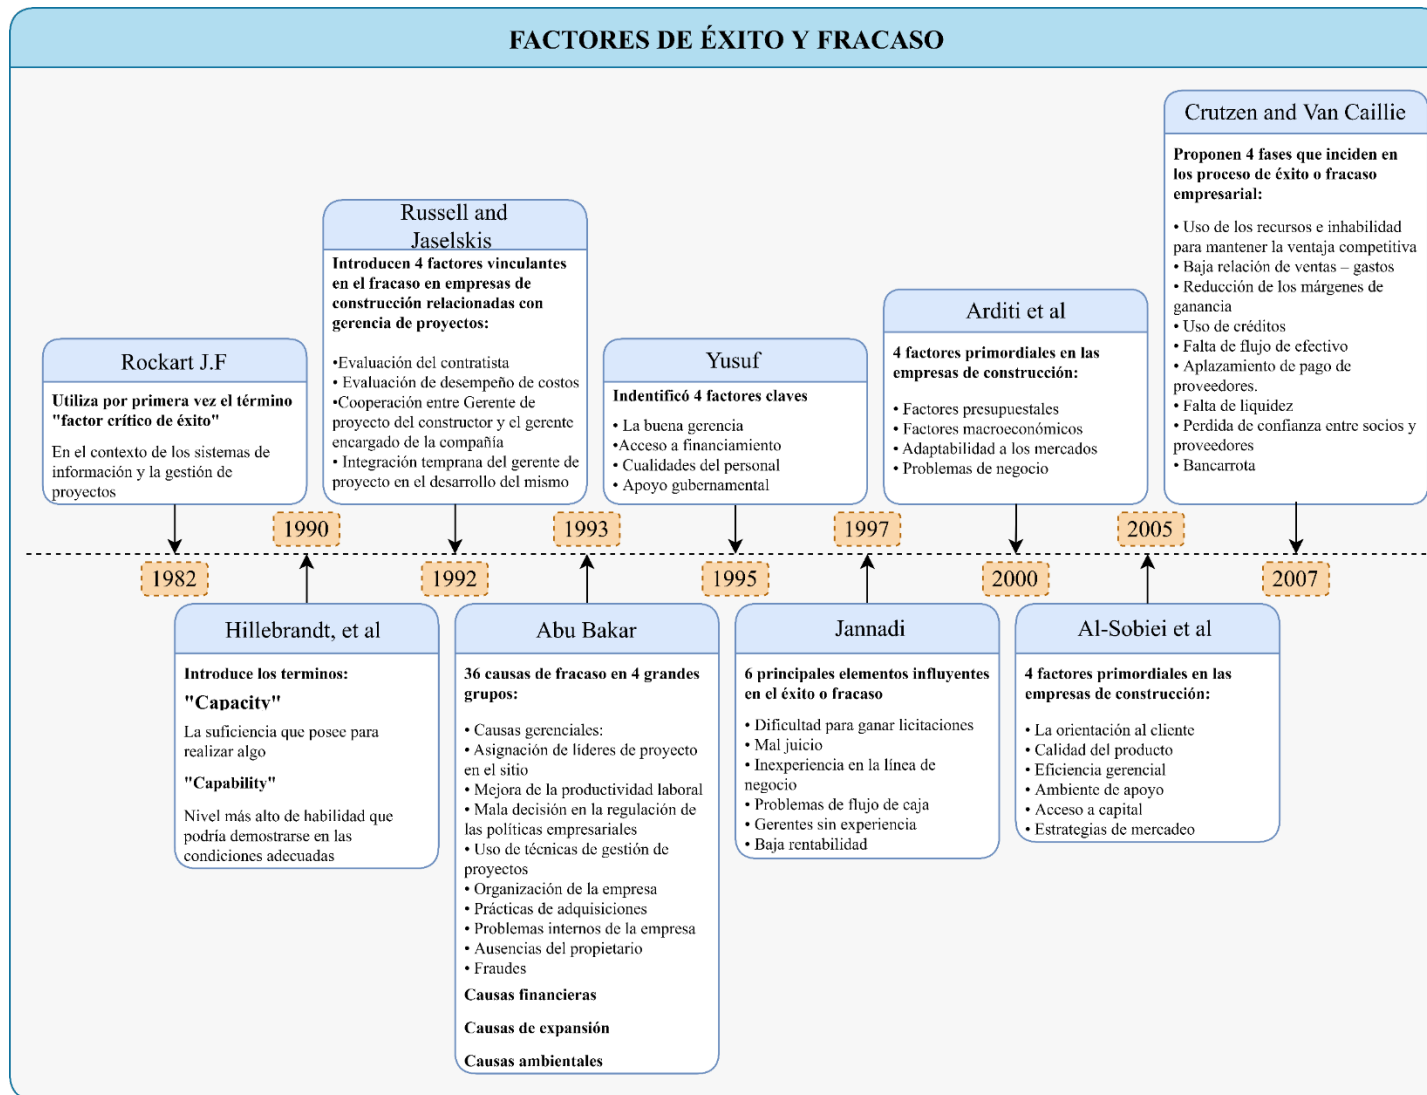 FACTORES DE ÉXITO Y FRACASO
Rockart J.F
Utiliza por primera vez el término
"factor crítico de éxito"
En el contexto de los sistemas de
información y la gestión de
proyectos
1982
Hillebrandt, et al
Introduce los terminos:
"Capacity"
La suficiencia que posee para
realizar algo
"Capability"
Nivel más alto de habilidad que
podría demostrarse en las
condiciones adecuadas
1990
Russell and
Jaselskis
Introducen 4 factores vinculantes
en el fracaso en empresas de
construcción relacionadas con
gerencia de proyectos:
•Evaluación del contratista
• Evaluación de desempeño de costos
•Cooperación entre Gerente de
proyecto del constructor y el gerente
encargado de la compañía
• Integración temprana del gerente de
proyecto en el desarrollo del mismo
1992
Abu Bakar
36 causas de fracaso en 4 grandes
grupos:
• Causas gerenciales:
• Asignación de líderes de proyecto
en el sitio
• Mejora de la productividad laboral
• Mala decisión en la regulación de
las políticas empresariales
• Uso de técnicas de gestión de
proyectos
• Organización de la empresa
• Prácticas de adquisiciones
• Problemas internos de la empresa
• Ausencias del propietario
• Fraudes
Causas financieras
Causas de expansión
Causas ambientales
1993
Yusuf
Indentificó 4 factores claves
• La buena gerencia
•Acceso a financiamiento
• Cualidades del personal
• Apoyo gubernamental
1995
Jannadi
6 principales elementos influyentes
en el éxito o fracaso
• Dificultad para ganar licitaciones
• Mal juicio
• Inexperiencia en la línea de
negocio
• Problemas de flujo de caja
• Gerentes sin experiencia
• Baja rentabilidad
1997
Arditi et al
4 factores primordiales en las
empresas de construcción:
• Factores presupuestales
• Factores macroeconómicos
• Adaptabilidad a los mercados
• Problemas de negocio
2000
Al-Sobiei et al
4 factores primordiales en las
empresas de construcción:
• La orientación al cliente
• Calidad del producto
• Eficiencia gerencial
• Ambiente de apoyo
• Acceso a capital
• Estrategias de mercadeo
2005
Crutzen and Van Caillie
Proponen 4 fases que inciden en
los proceso de éxito o fracaso
empresarial:
• Uso de los recursos e inhabilidad
para mantener la ventaja competitiva
• Baja relación de ventas – gastos
• Reducción de los márgenes de
ganancia
• Uso de créditos
• Falta de flujo de efectivo
• Aplazamiento de pago de
proveedores.
• Falta de liquidez
• Perdida de confianza entre socios y
proveedores
• Bancarrota
2007